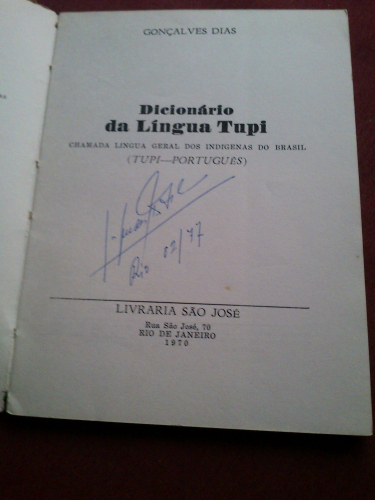 GONÇALVES DIAS
Dicionário
da Língua Tupi
CHAMADA LINGUA GERAL DOS INDIGENAS DO BRASIL
(TUPI—PORTUGUÊS)
Rio 02/77
LIVRARIA SÃO JOSÉ
Rua São José, 70
RIO DE JANEIRO
1970